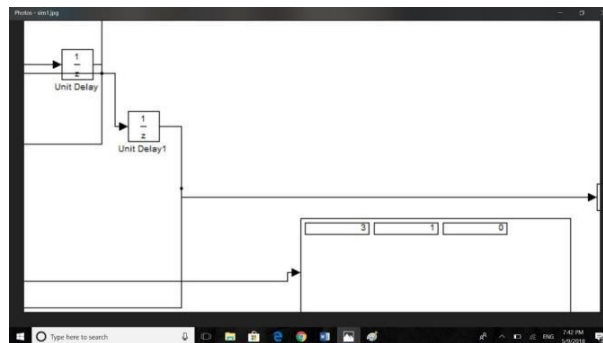 Photos - sim1.jpg
1
z
Unit Delay
1
z
Unit Delay1
3 1 0
Type here to search
ENG
7:42 PM
5/9/2018